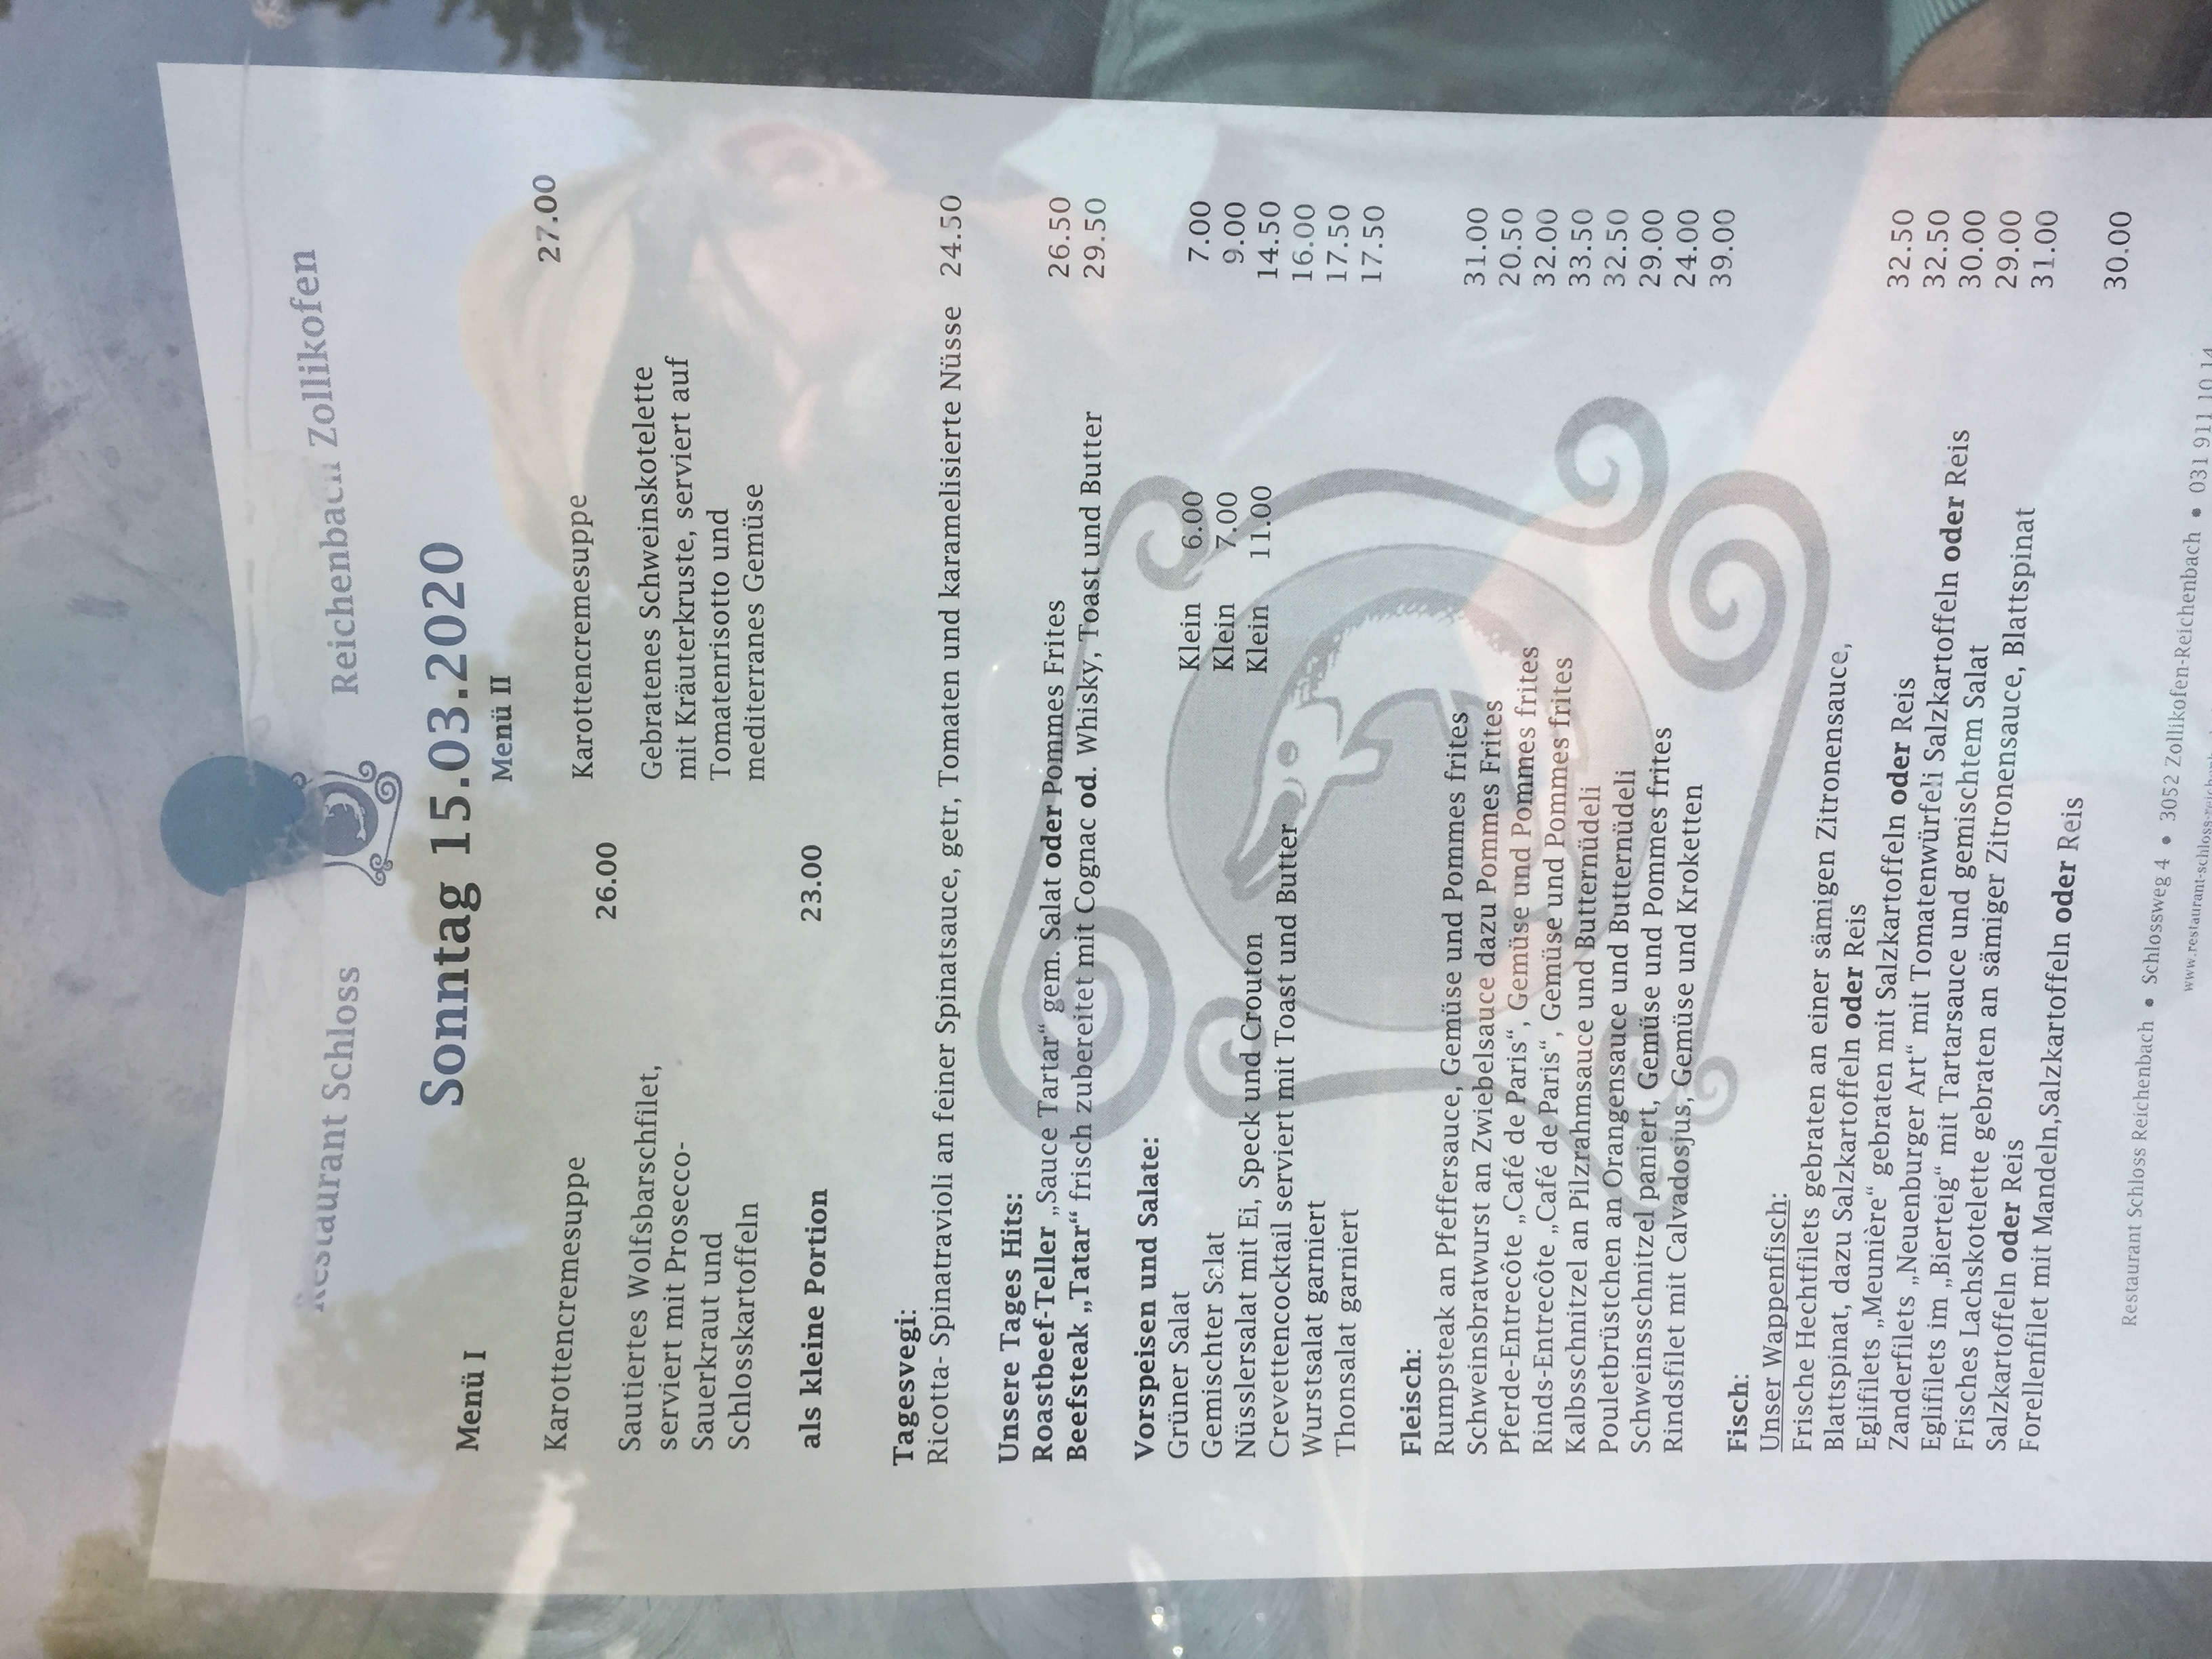 Restaurant Schloss Reichenbach Zollikofen
Sonntag 15.03.2020
Menü I
Karottencremesuppe
26.00
Sautiertes Wolfsbarschfilet,
serviert mit Prosecco-
Sauerkraut und
Schlosskartoffeln
als kleine Portion 23.00
Menü II
27.00
Karottencremesuppe
Gebratenes Schweinskotelette
mit Kräuterkruste, serviert auf
Tomatenrisotto und
mediterranes Gemüse
Tagesvegi:
Ricotta- Spinatravioli an feiner Spinatsauce, getr, Tomaten und karamelisierte Nüsse 24.50
Unsere Tages Hits:
Roastbeef-Teller „Sauce Tartar“ gem. Salat oder Pommes Frites 26.50
Beefsteak „Tatar“ frisch zubereitet mit Cognac od. Whisky, Toast und Butter 29.50
Vorspeisen und Salate:
Grüner Salat Klein 6.00 7.00
Gemischter Salat Klein 7.00 9.00
Nüsslersalat mit Ei, Speck und Crouton Klein 11.00 14.50
Crevettencocktail serviert mit Toast und Butter 16.00
Wurstsalat garniert 17.50
Thonsalat garniert 17.50
Fleisch:
Rumpsteak an Pfeffersauce, Gemüse und Pommes frites 31.00
Schweinsbratwurst an Zwiebelsauce dazu Pommes Frites 20.50
Pferde-Entrecôte „Café de Paris“, Gemüse und Pommes frites 32.00
Rinds-Entrecôte „Café de Paris“, Gemüse und Pommes frites 33.50
Kalbsschnitzel an Pilzrahmsauce und Butternüdeli 32.50
Pouletbrüstchen an Orangensauce und Butternüdeli 29.00
Schweinsschnitzel paniert, Gemüse und Pommes frites 24.00
Rindsfilet mit Calvadosjus, Gemüse und Kroketten 39.00
Fisch:
Unser Wappenfisch:
Frische Hechtfilets gebraten an einer sämigen Zitronensauce,
Blattspinat, dazu Salzkartoffeln oder Reis 32.50
Eglifilets „Meunière“ gebraten mit Salzkartoffeln oder Reis 32.50
Zanderfilets „Neuenburger Art“ mit Tomatenwürfeli Salzkartoffeln oder Reis 30.00
Eglifilets im „Bierteig“ mit Tartarsauce und gemischtem Salat 29.00
Frisches Lachskotelette gebraten an sämiger Zitronensauce, Blattspinat 31.00
Salzkartoffeln oder Reis
Forellenfilet mit Mandeln,Salzkartoffeln oder Reis 30.00
Restaurant Schloss Reichenbach • Schlossweg 4 • 3052 Zollikofen-Reichenbach • 031 911 10 14